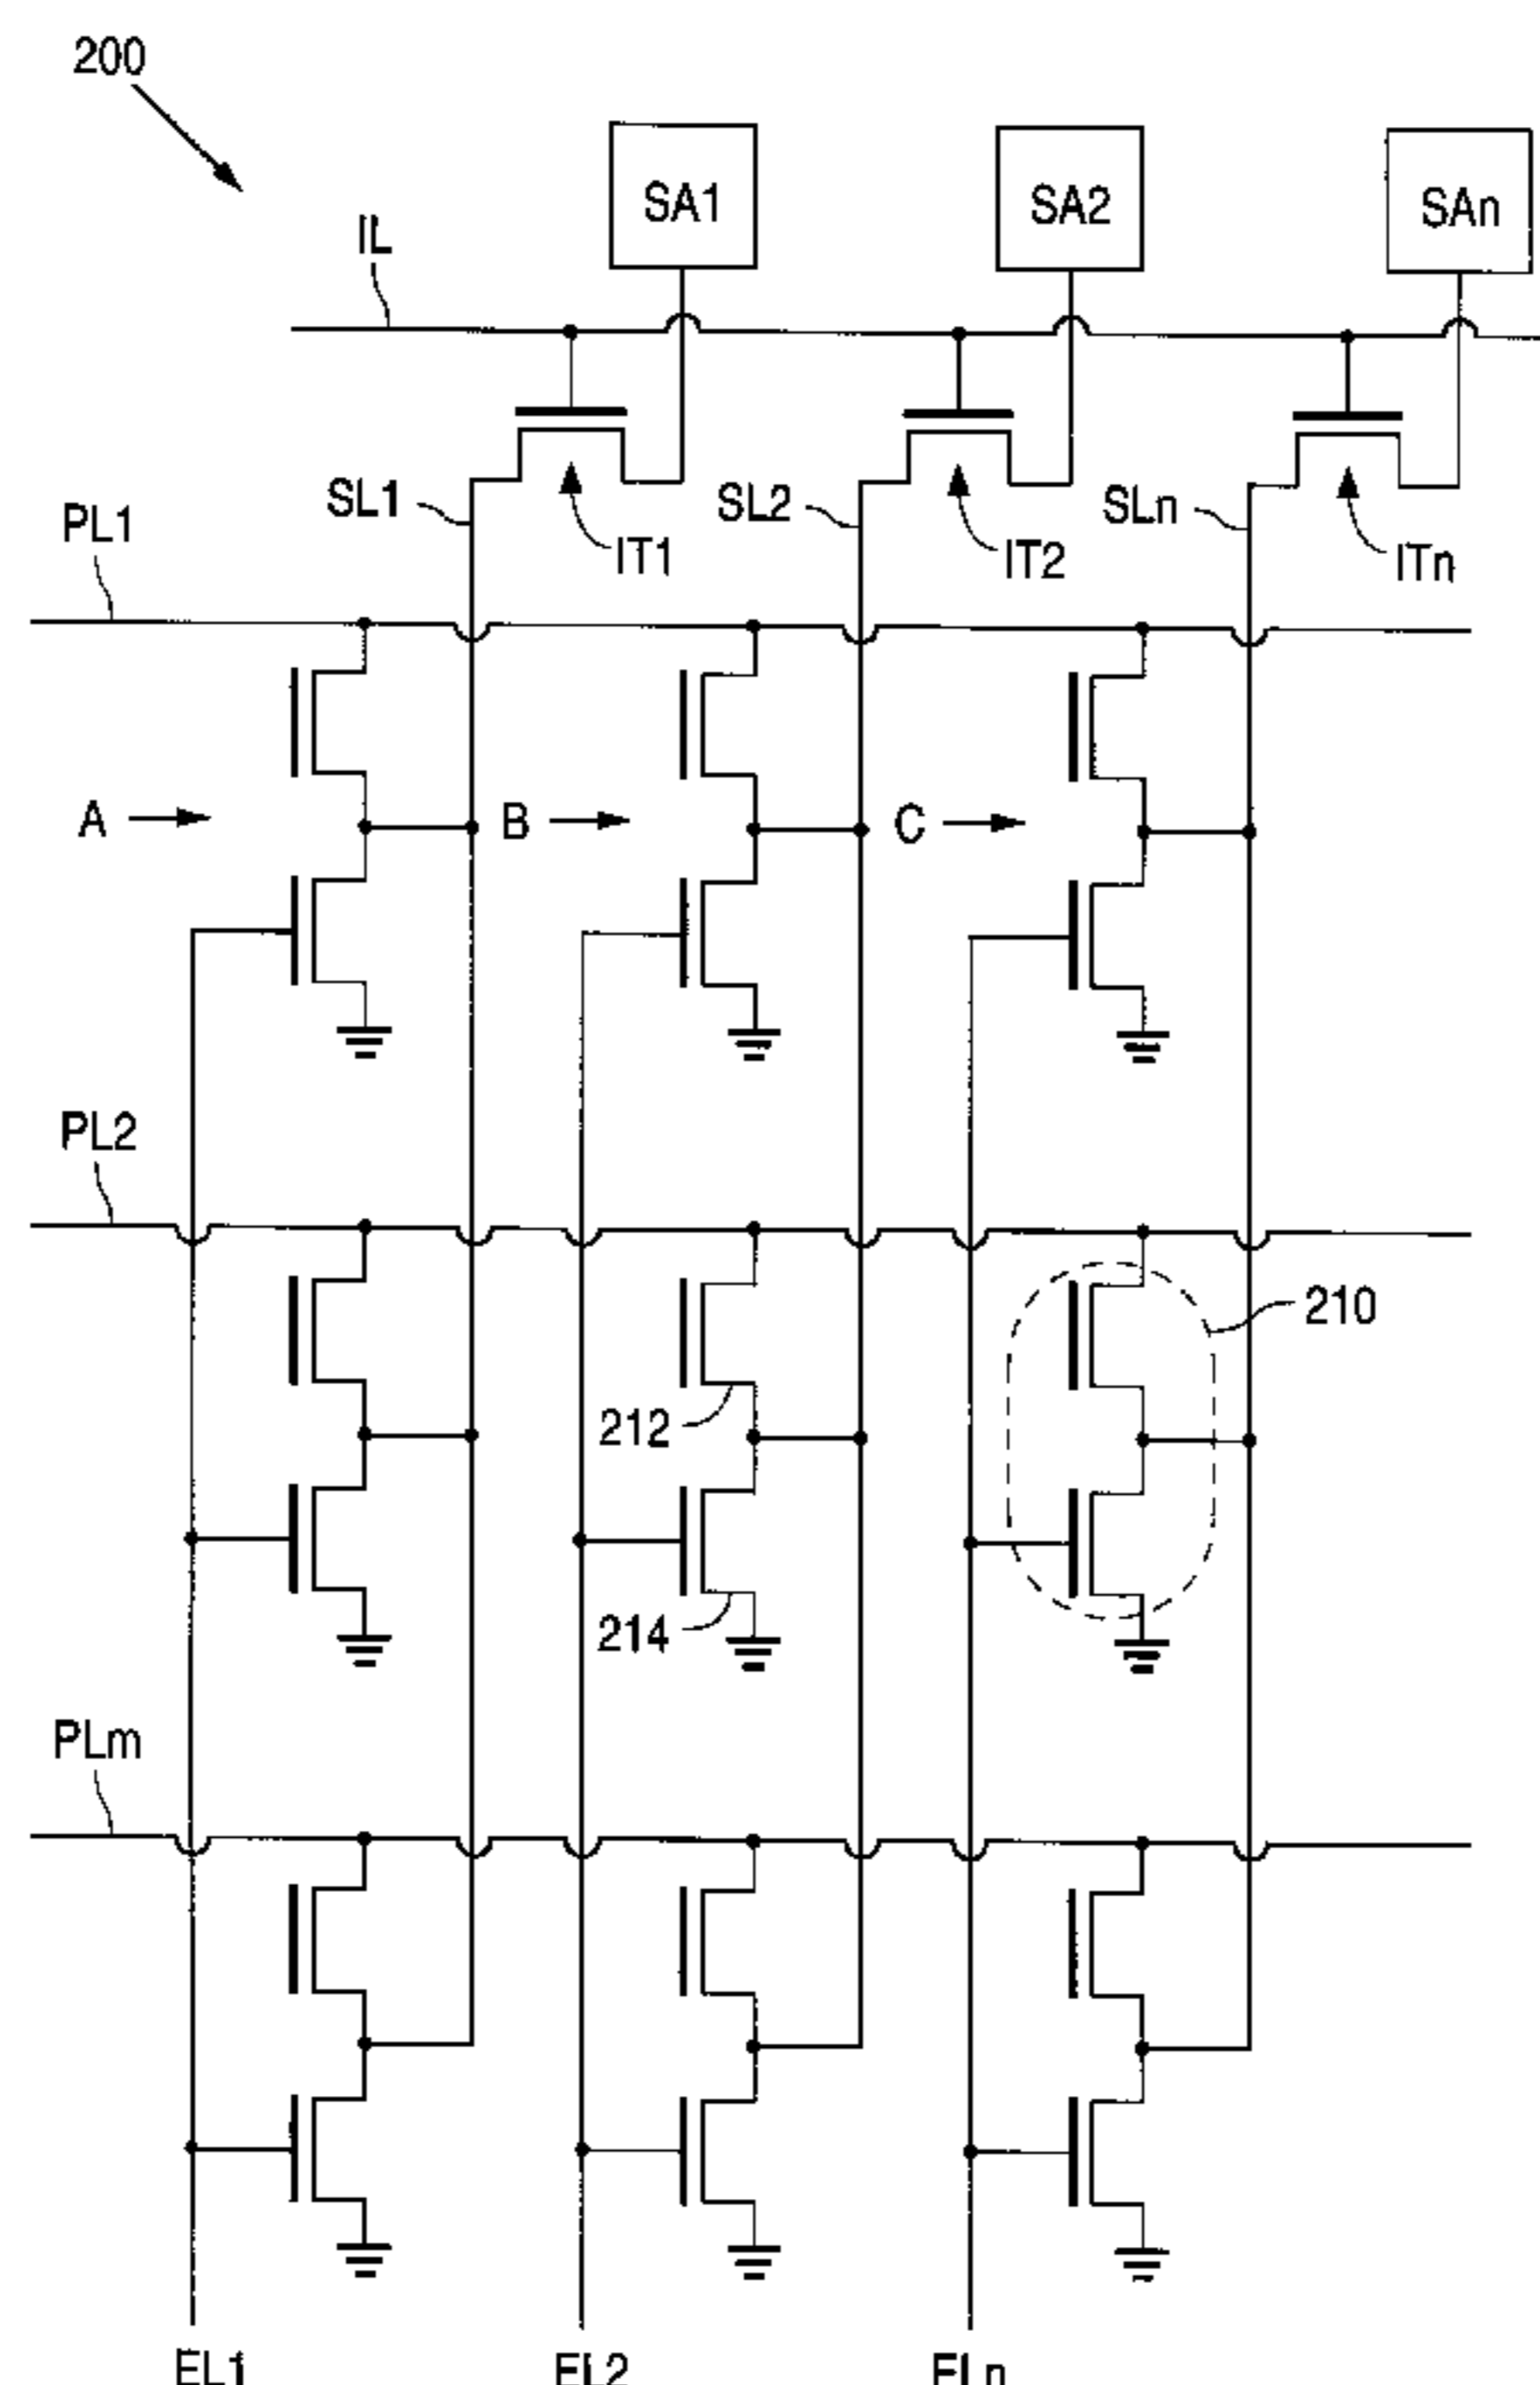 200
SA1 SA2 SAn
IL
SL1 SL2 SLn
PL1
IT1 IT2 ITn
A B C
PL2
210
212
214
PLm
EL1 EL2 ELn